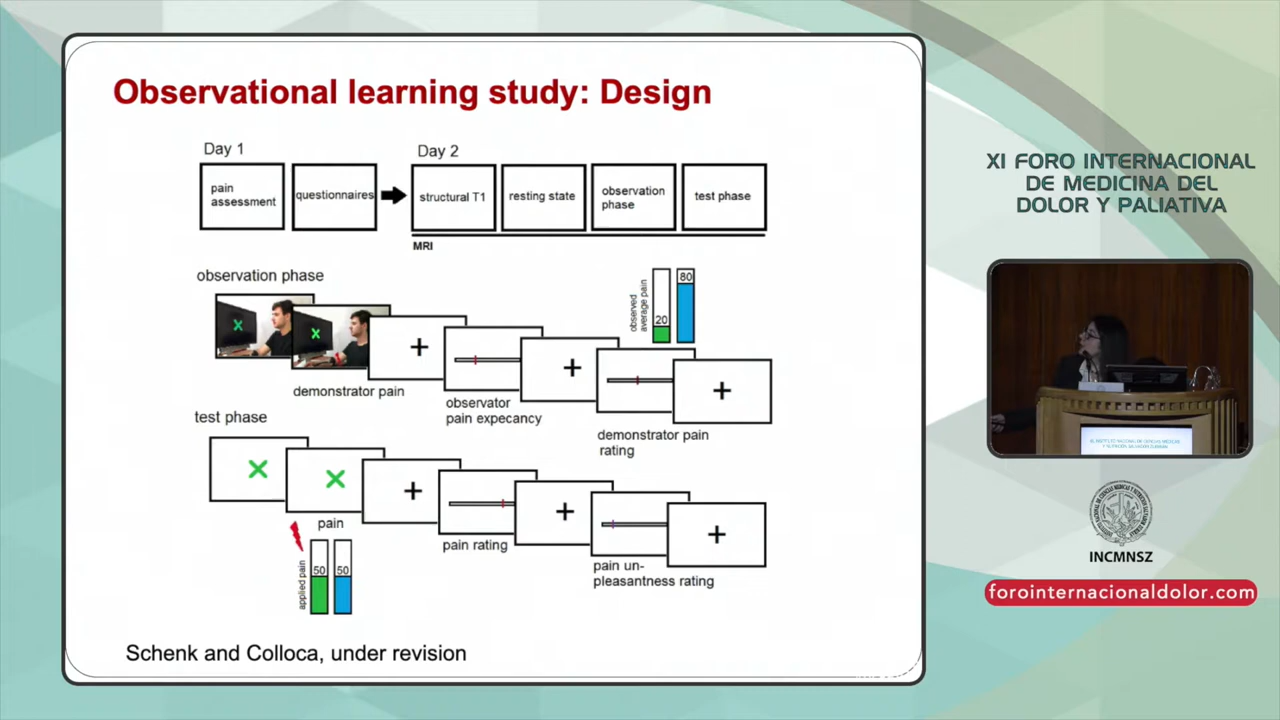 Observational learning study: Design
Day 1
Day 2
pain
assessment
questionnaires
structural T1
resting state
observation
phase
test phase
MRI
observation phase
observed
average pain
20
80
demonstrator pain
observator
pain expecancy
demonstrator pain
rating
test phase
pain
applied pain
50
50
pain rating
pain un-
pleasantness rating
Schenk and Colloca, under revision
XI FORO INTERNACIONAL
DE MEDICINA DEL
DOLOR Y PALIATIVA
INCMNSZ
forointernacionaldolor.com